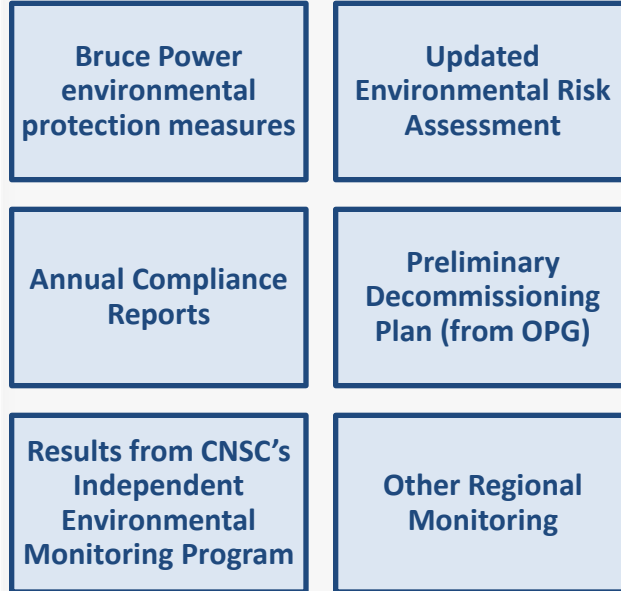 Bruce Power
environmental
protection measures
Updated
Environmental Risk
Assessment
Annual Compliance
Reports
Preliminary
Decommissioning
Plan (from OPG)
Results from CNSC’s
Independent
Environmental
Monitoring Program
Other Regional
Monitoring